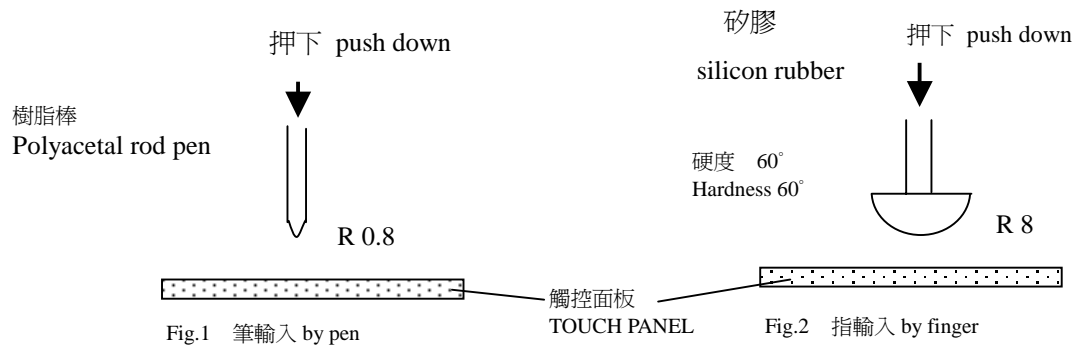 押下 push down
樹脂棒
Polyacetal rod pen
R 0.8
Fig.1 筆輸入 by pen
矽膠
silicon rubber
押下 push down
硬度 60°
Hardness 60°
R 8
觸控面板
TOUCH PANEL
Fig.2 指輸入 by finger